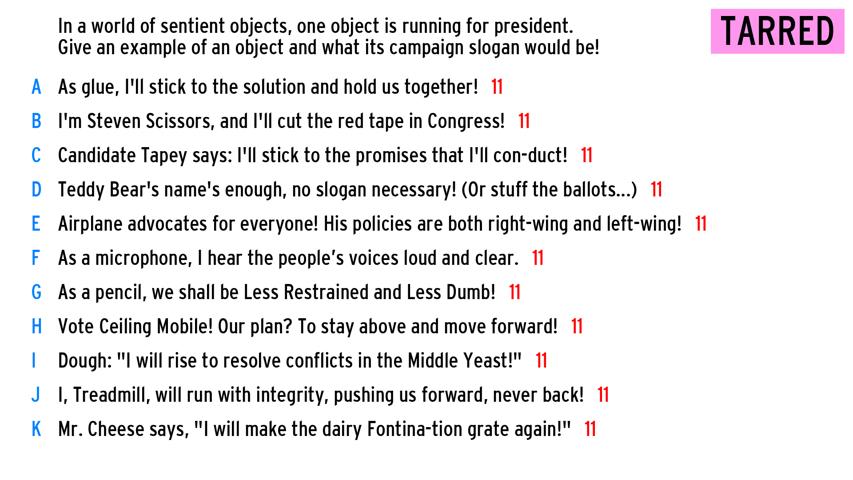 In a world of sentient objects, one object is running for president.
Give an example of an object and what its campaign slogan would be!
TARRED
A As glue, I'll stick to the solution and hold us together! 11
B I'm Steven Scissors, and I'll cut the red tape in Congress! 11
C Candidate Tapey says: I'll stick to the promises that I'll con-duct! 11
D Teddy Bear's name's enough, no slogan necessary! (Or stuff the ballots...) 11
E Airplane advocates for everyone! His policies are both right-wing and left-wing! 11
F As a microphone, I hear the people’s voices loud and clear. 11
G As a pencil, we shall be Less Restrained and Less Dumb! 11
H Vote Ceiling Mobile! Our plan? To stay above and move forward! 11
I Dough: "I will rise to resolve conflicts in the Middle Yeast!" 11
J I, Treadmill, will run with integrity, pushing us forward, never back! 11
K Mr. Cheese says, "I will make the dairy Fontina-tion grate again!" 11